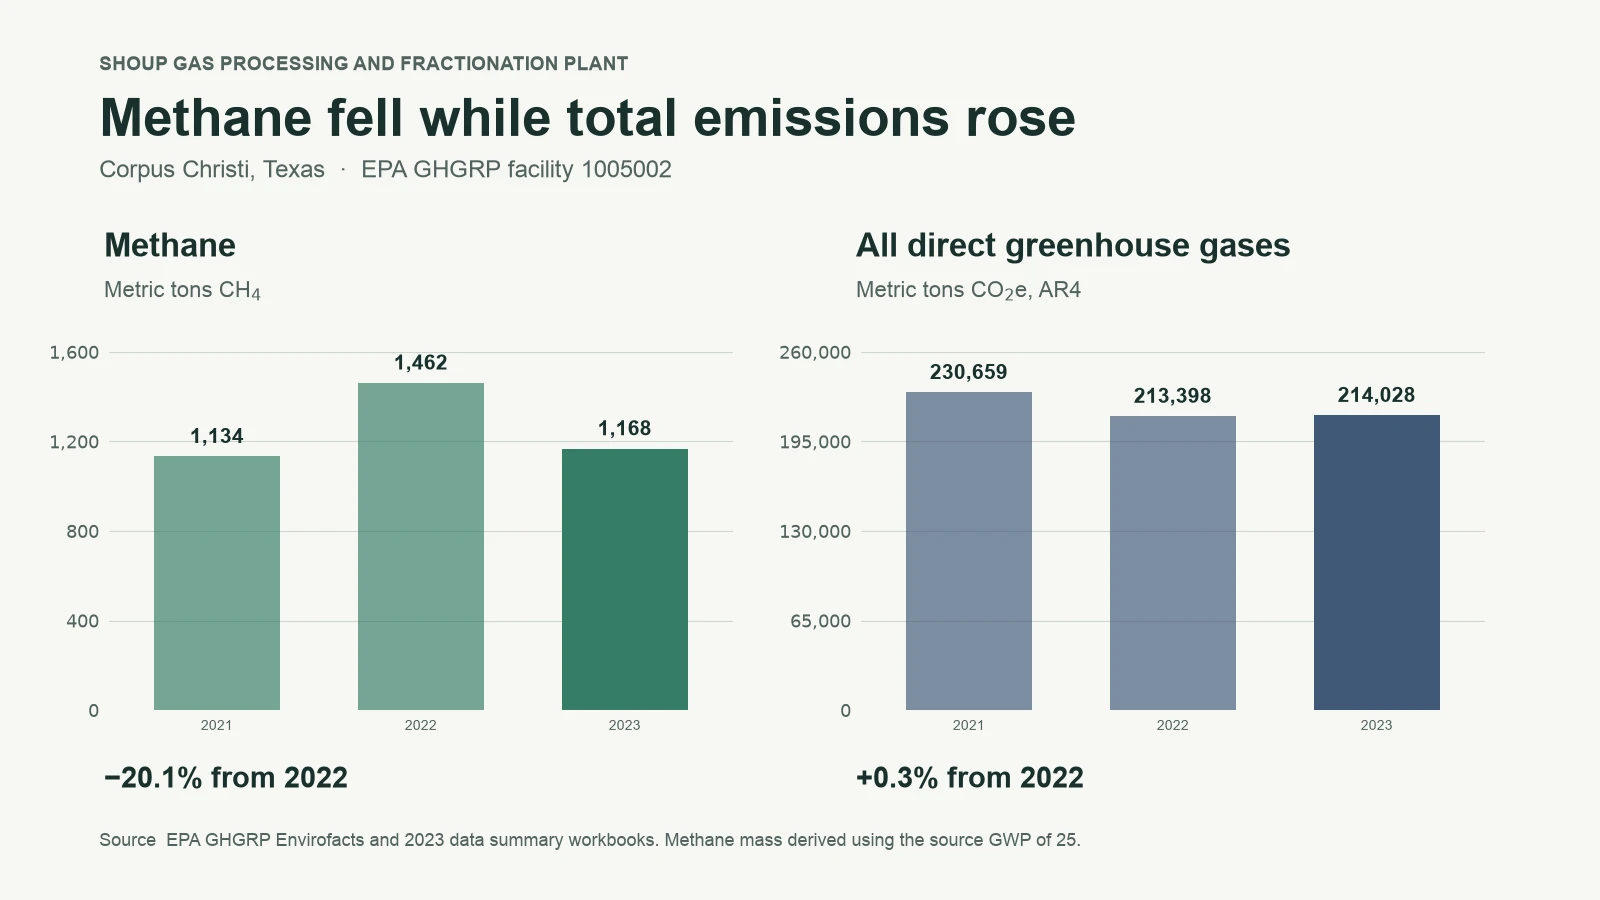 SHOUP GAS PROCESSING AND FRACTIONATION PLANT
Methane fell while total emissions rose
Corpus Christi, Texas · EPA GHGRP facility 1005002
Methane
Metric tons CH₄
1,600
1,200
800
400
0
1,134
1,462
1,168
2021
2022
2023
−20.1% from 2022
All direct greenhouse gases
Metric tons CO₂e, AR4
260,000
195,000
130,000
65,000
0
230,659
213,398
214,028
2021
2022
2023
+0.3% from 2022
Source EPA GHGRP Envirofacts and 2023 data summary workbooks. Methane mass derived using the source GWP of 25.